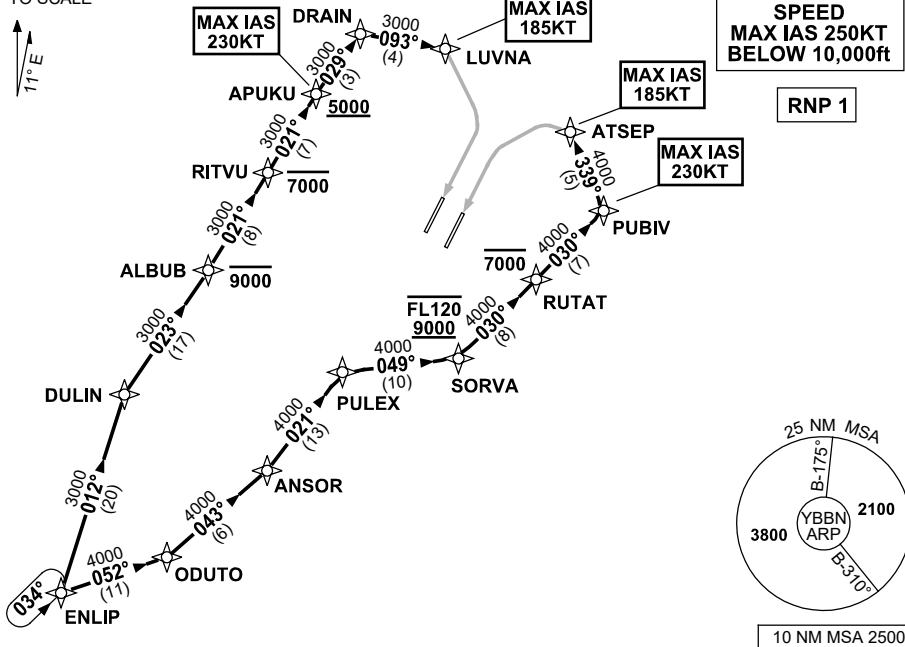 TO SCALE
11° E
MAX IAS
230KT
DRAIN
3000
093°
(4)
MAX IAS
185KT
LUVNA
SPEED
MAX IAS 250KT
BELOW 10,000ft
RNP 1
3000
029°
(3)
APUKU
5000
MAX IAS
185KT
ATSEP
3000
021°
(7)
RITVU
7000
4000
339°
(5)
MAX IAS
230KT
PUBIV
3000
021°
(8)
ALBUB
9000
7000
4000
030°
(7)
RUTAT
FL120
9000
4000
030°
(8)
SORVA
3000
023°
(17)
DULIN
4000
049°
(10)
PULEX
4000
021°
(13)
ANSOR
3000
012°
(20)
4000
043°
(6)
ODUTO
4000
052°
(11)
034°
ENLIP
25 NM MSA
B-175°
YBBN
ARP
3800
2100
B-310°
10 NM MSA 2500